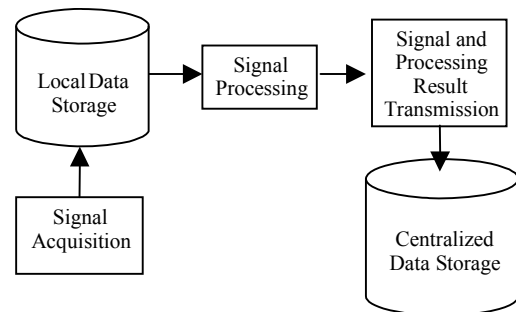 Local Data
Storage
Signal
Processing
Signal and
Processing
Result
Transmission
Signal
Acquisition
Centralized
Data Storage